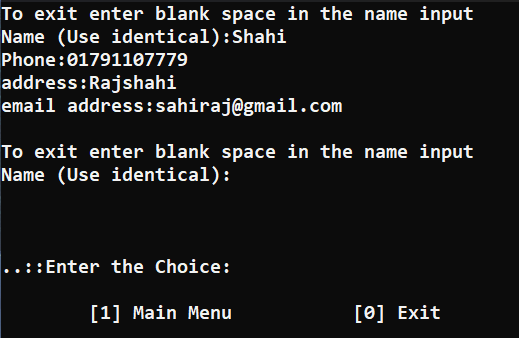 To exit enter blank space in the name input
Name (Use identical):Shahi
Phone:01791107779
address:Rajshahi
email address:sahiraj@gmail.com
To exit enter blank space in the name input
Name (Use identical):
..::Enter the Choice:
[1] Main Menu [0] Exit